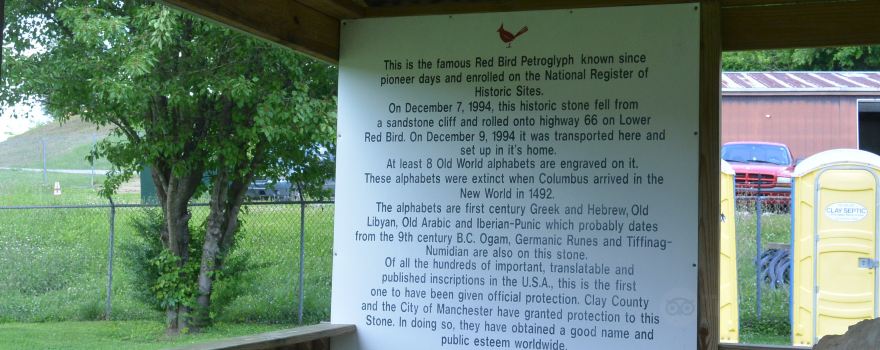 This is the famous Red Bird Petroglyph known since
pioneer days and enrolled on the National Register of
Historic Sites.
On December 7, 1994, this historic stone fell from
a sandstone cliff and rolled onto highway 66 on Lower
Red Bird. On December 9, 1994 it was transported here and
set up in it's home.
At least 8 Old World alphabets are engraved on it.
These alphabets were extinct when Columbus arrived in the
New World in 1492.
The alphabets are first century Greek and Hebrew, Old
Libyan, Old Arabic and Iberian-Punic which probably dates
from the 9th century B.C. Ogam, Germanic Runes and Tiffinag-
Numidian are also on this stone.
Of all the hundreds of important, translatable and
published inscriptions in the U.S.A., this is the first
one to have been given official protection. Clay County
and the City of Manchester have granted protection to this
Stone. In doing so, they have obtained a good name and
public esteem worldwide.
CLAY SEPTIC